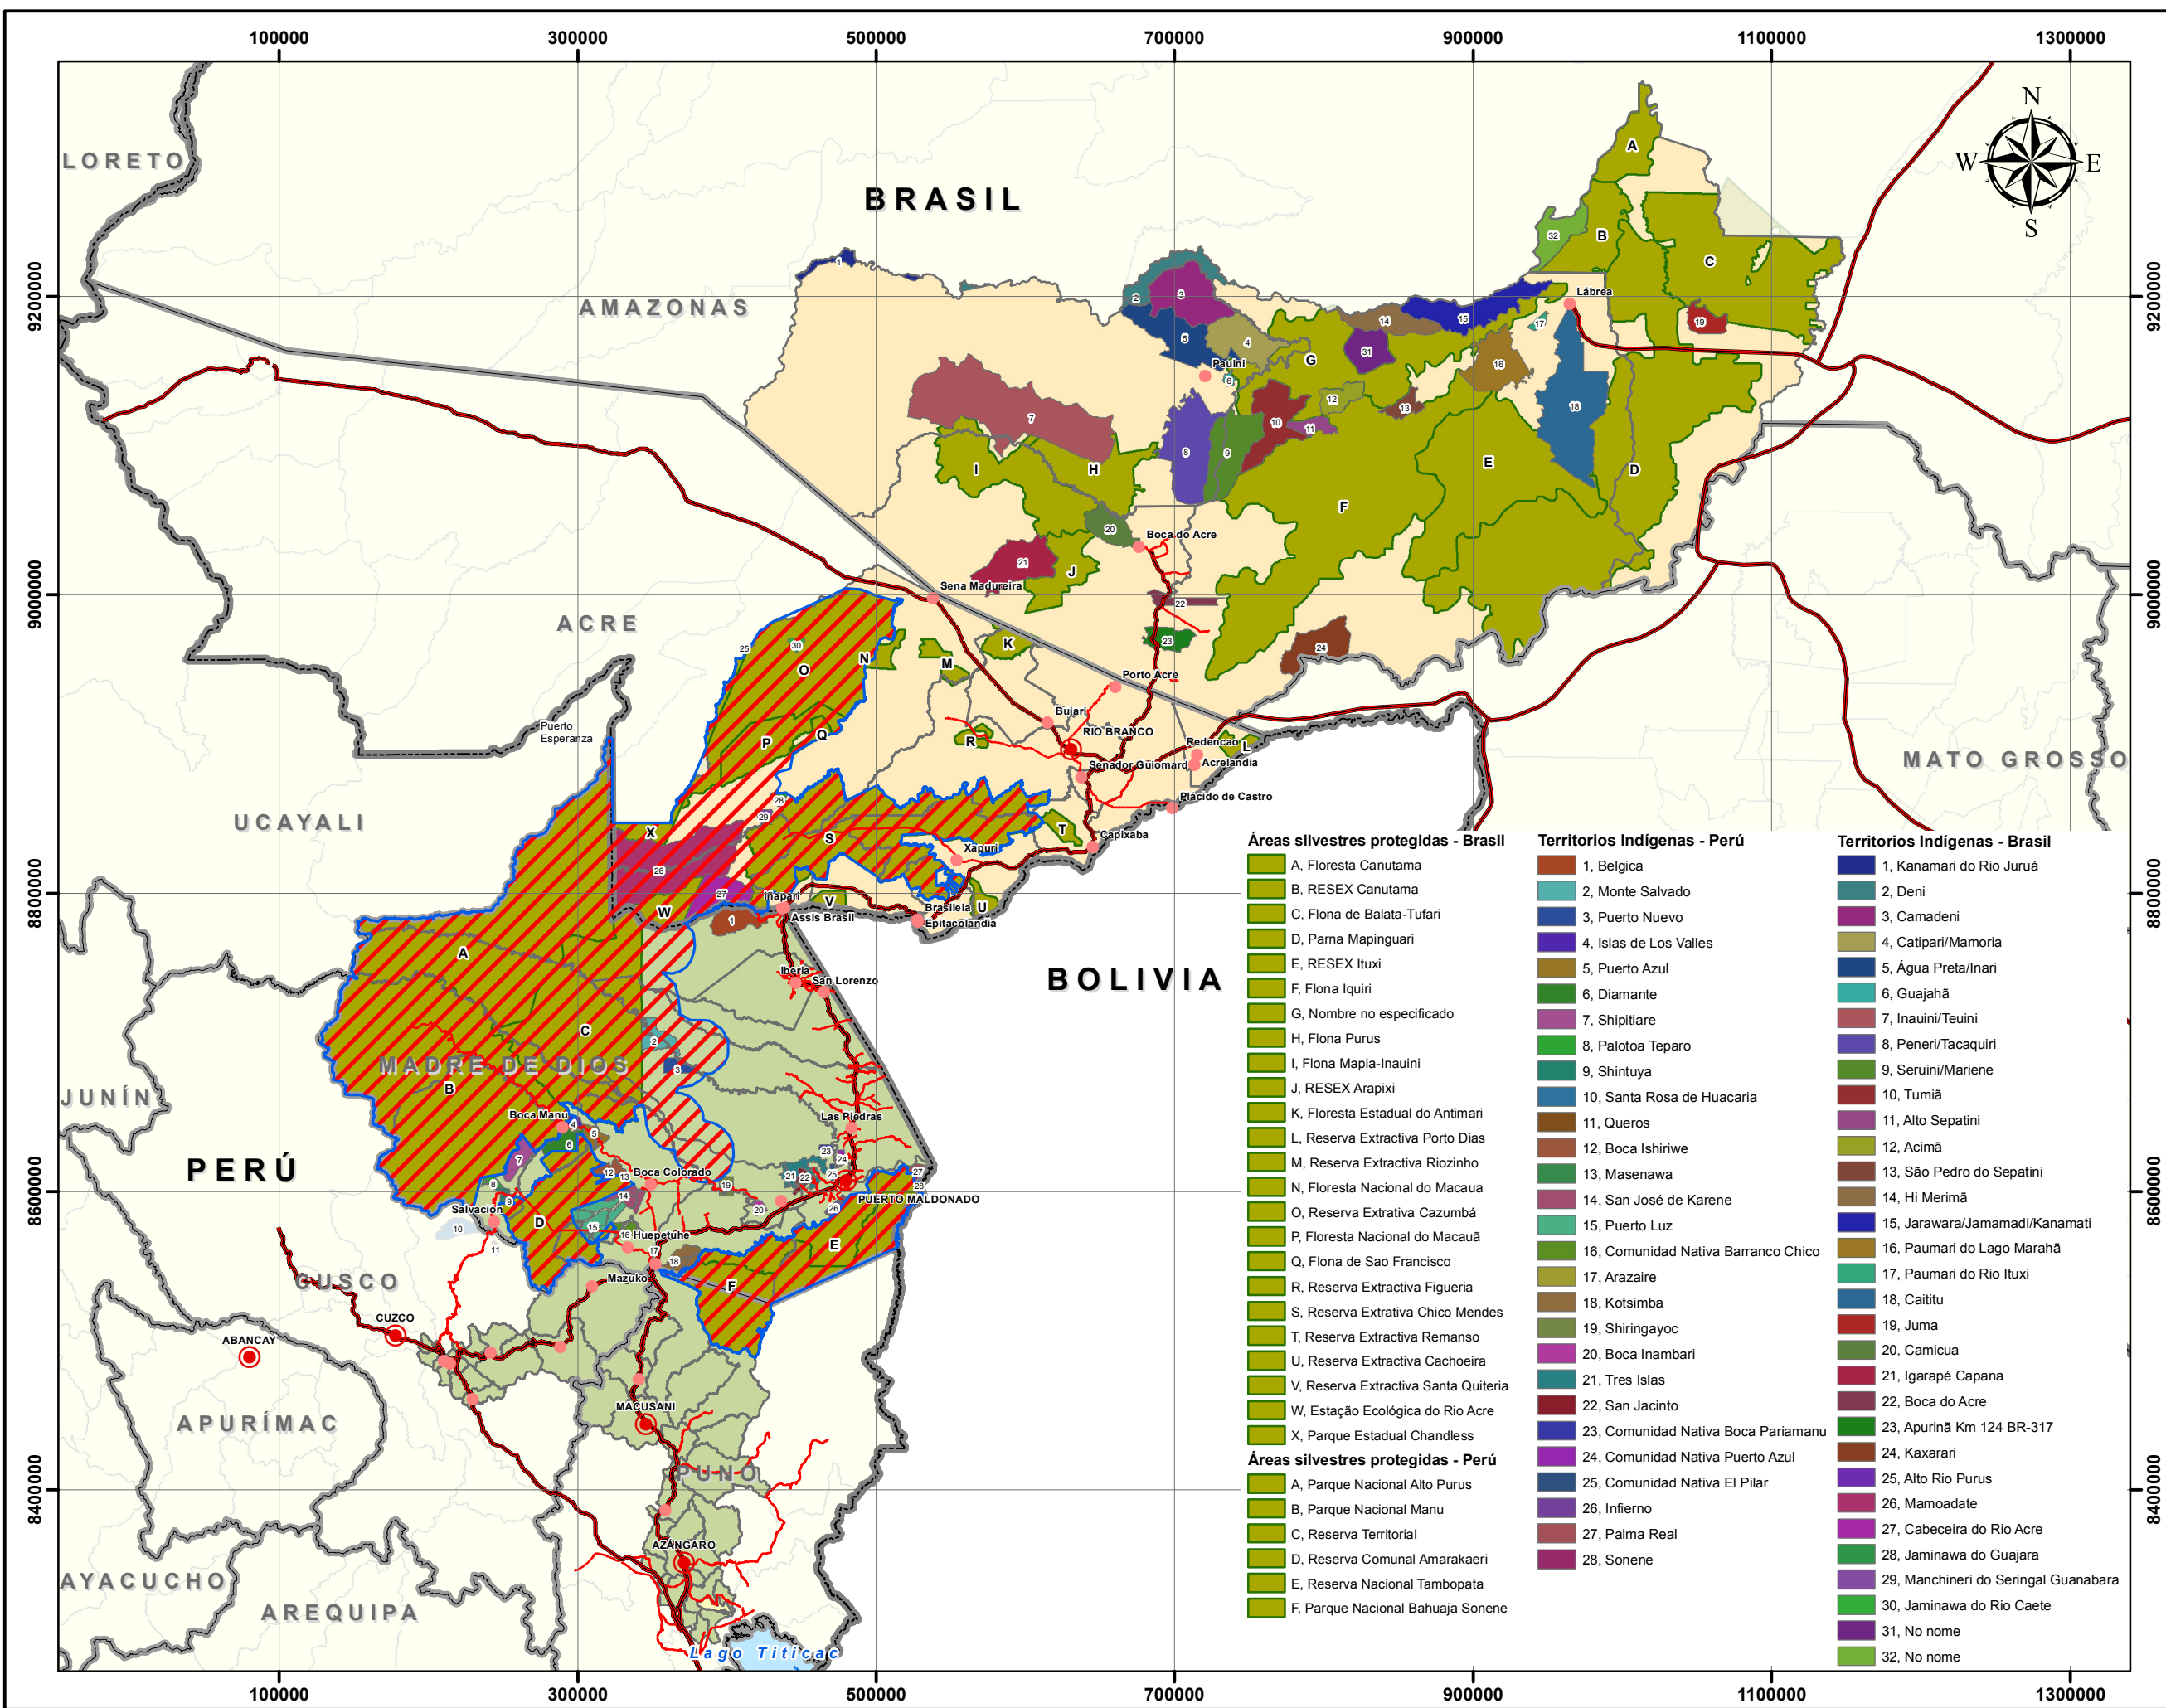 100000 300000 500000 700000 900000 1100000 1300000
N
W E
S
LORETO
BRASIL
AMAZONAS
ACRE
UCAYALI
MATO GROSSO
MADRE DE DIOS
JUNÍN
PERÚ
BOLIVIA
CUSCO
APURÍMAC
PUNO
AYACUCHO
AREQUIPA
Lago Titicac
9200000
9000000
8800000
8600000
8400000
9200000
9000000
8800000
8600000
8400000
Lábrea
Pauini
Boca do Acre
Sena Madureira
Porto Acre
Bujari
RIO BRANCO
Redencao
Senador Guiomard
Acrelandia
Plácido de Castro
Capixaba
Xapuri
Puerto
Esperanza
Iñapari
Assis Brasil
Brasileia
Epitacolandia
Iberia
San Lorenzo
Las Piedras
Boca Manu
Boca Colorado
PUERTO MALDONADO
Salvación
Huepetuhe
Mazuko
CUZCO
ABANCAY
MACUSANI
AZANGARO
Áreas silvestres protegidas - Brasil
A, Floresta Canutama
B, RESEX Canutama
C, Flona de Balata-Tufari
D, Parna Mapinguari
E, RESEX Ituxi
F, Flona Iquiri
G, Nombre no especificado
H, Flona Purus
I, Flona Mapia-Inauini
J, RESEX Arapixi
K, Floresta Estadual do Antimari
L, Reserva Extractiva Porto Dias
M, Reserva Extractiva Riozinho
N, Floresta Nacional do Macaua
O, Reserva Extrativa Cazumbá
P, Floresta Nacional do Macauã
Q, Flona de Sao Francisco
R, Reserva Extractiva Figueria
S, Reserva Extrativa Chico Mendes
T, Reserva Extractiva Remanso
U, Reserva Extractiva Cachoeira
V, Reserva Extractiva Santa Quiteria
W, Estação Ecológica do Rio Acre
X, Parque Estadual Chandless
Áreas silvestres protegidas - Perú
A, Parque Nacional Alto Purus
B, Parque Nacional Manu
C, Reserva Territorial
D, Reserva Comunal Amarakaeri
E, Reserva Nacional Tambopata
F, Parque Nacional Bahuaja Sonene
Territorios Indígenas - Perú
1, Belgica
2, Monte Salvado
3, Puerto Nuevo
4, Islas de Los Valles
5, Puerto Azul
6, Diamante
7, Shipitiare
8, Palotoa Teparo
9, Shintuya
10, Santa Rosa de Huacaria
11, Queros
12, Boca Ishiriwe
13, Masenawa
14, San José de Karene
15, Puerto Luz
16, Comunidad Nativa Barranco Chico
17, Arazaire
18, Kotsimba
19, Shiringayoc
20, Boca Inambari
21, Tres Islas
22, San Jacinto
23, Comunidad Nativa Boca Pariamanu
24, Comunidad Nativa Puerto Azul
25, Comunidad Nativa El Pilar
26, Infierno
27, Palma Real
28, Sonene
Territorios Indígenas - Brasil
1, Kanamari do Rio Juruá
2, Deni
3, Camadeni
4, Catipari/Mamoria
5, Água Preta/Inari
6, Guajahã
7, Inauini/Teuini
8, Peneri/Tacaquiri
9, Seruini/Mariene
10, Tumiã
11, Alto Sepatini
12, Acimã
13, São Pedro do Sepatini
14, Hi Merimã
15, Jarawara/Jamamadi/Kanamati
16, Paumari do Lago Marahã
17, Paumari do Rio Ituxi
18, Caititu
19, Juma
20, Camicua
21, Igarapé Capana
22, Boca do Acre
23, Apurinã Km 124 BR-317
24, Kaxarari
25, Alto Rio Purus
26, Mamoadate
27, Cabeceira do Rio Acre
28, Jaminawa do Guajara
29, Manchineri do Seringal Guanabara
30, Jaminawa do Rio Caete
31, No nome
32, No nome
100000 300000 500000 700000 900000 1100000 1300000